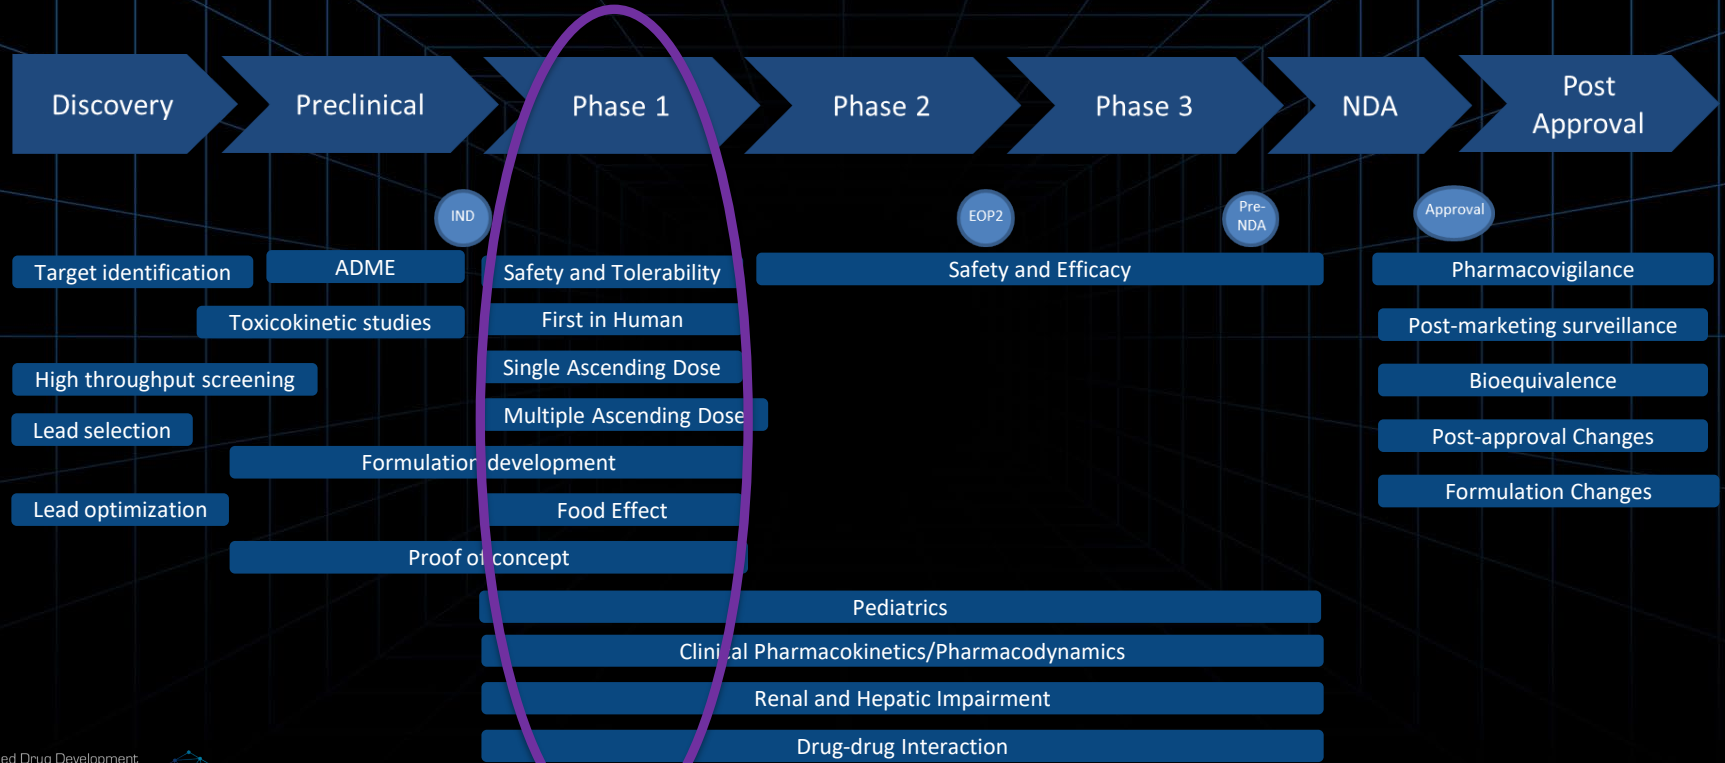 Discovery
Preclinical
Phase 1
Phase 2
Phase 3
NDA
Post
Approval
IND
EOP2
Pre-
NDA
Approval
Target identification
ADME
Safety and Tolerability
Safety and Efficacy
Pharmacovigilance
Toxicokinetic studies
First in Human
Post-marketing surveillance
High throughput screening
Single Ascending Dose
Bioequivalence
Lead selection
Multiple Ascending Dose
Post-approval Changes
Formulation development
Lead optimization
Food Effect
Formulation Changes
Proof of concept
Pediatrics
Clinical Pharmacokinetics/Pharmacodynamics
Renal and Hepatic Impairment
Drug-drug Interaction
Drug Development